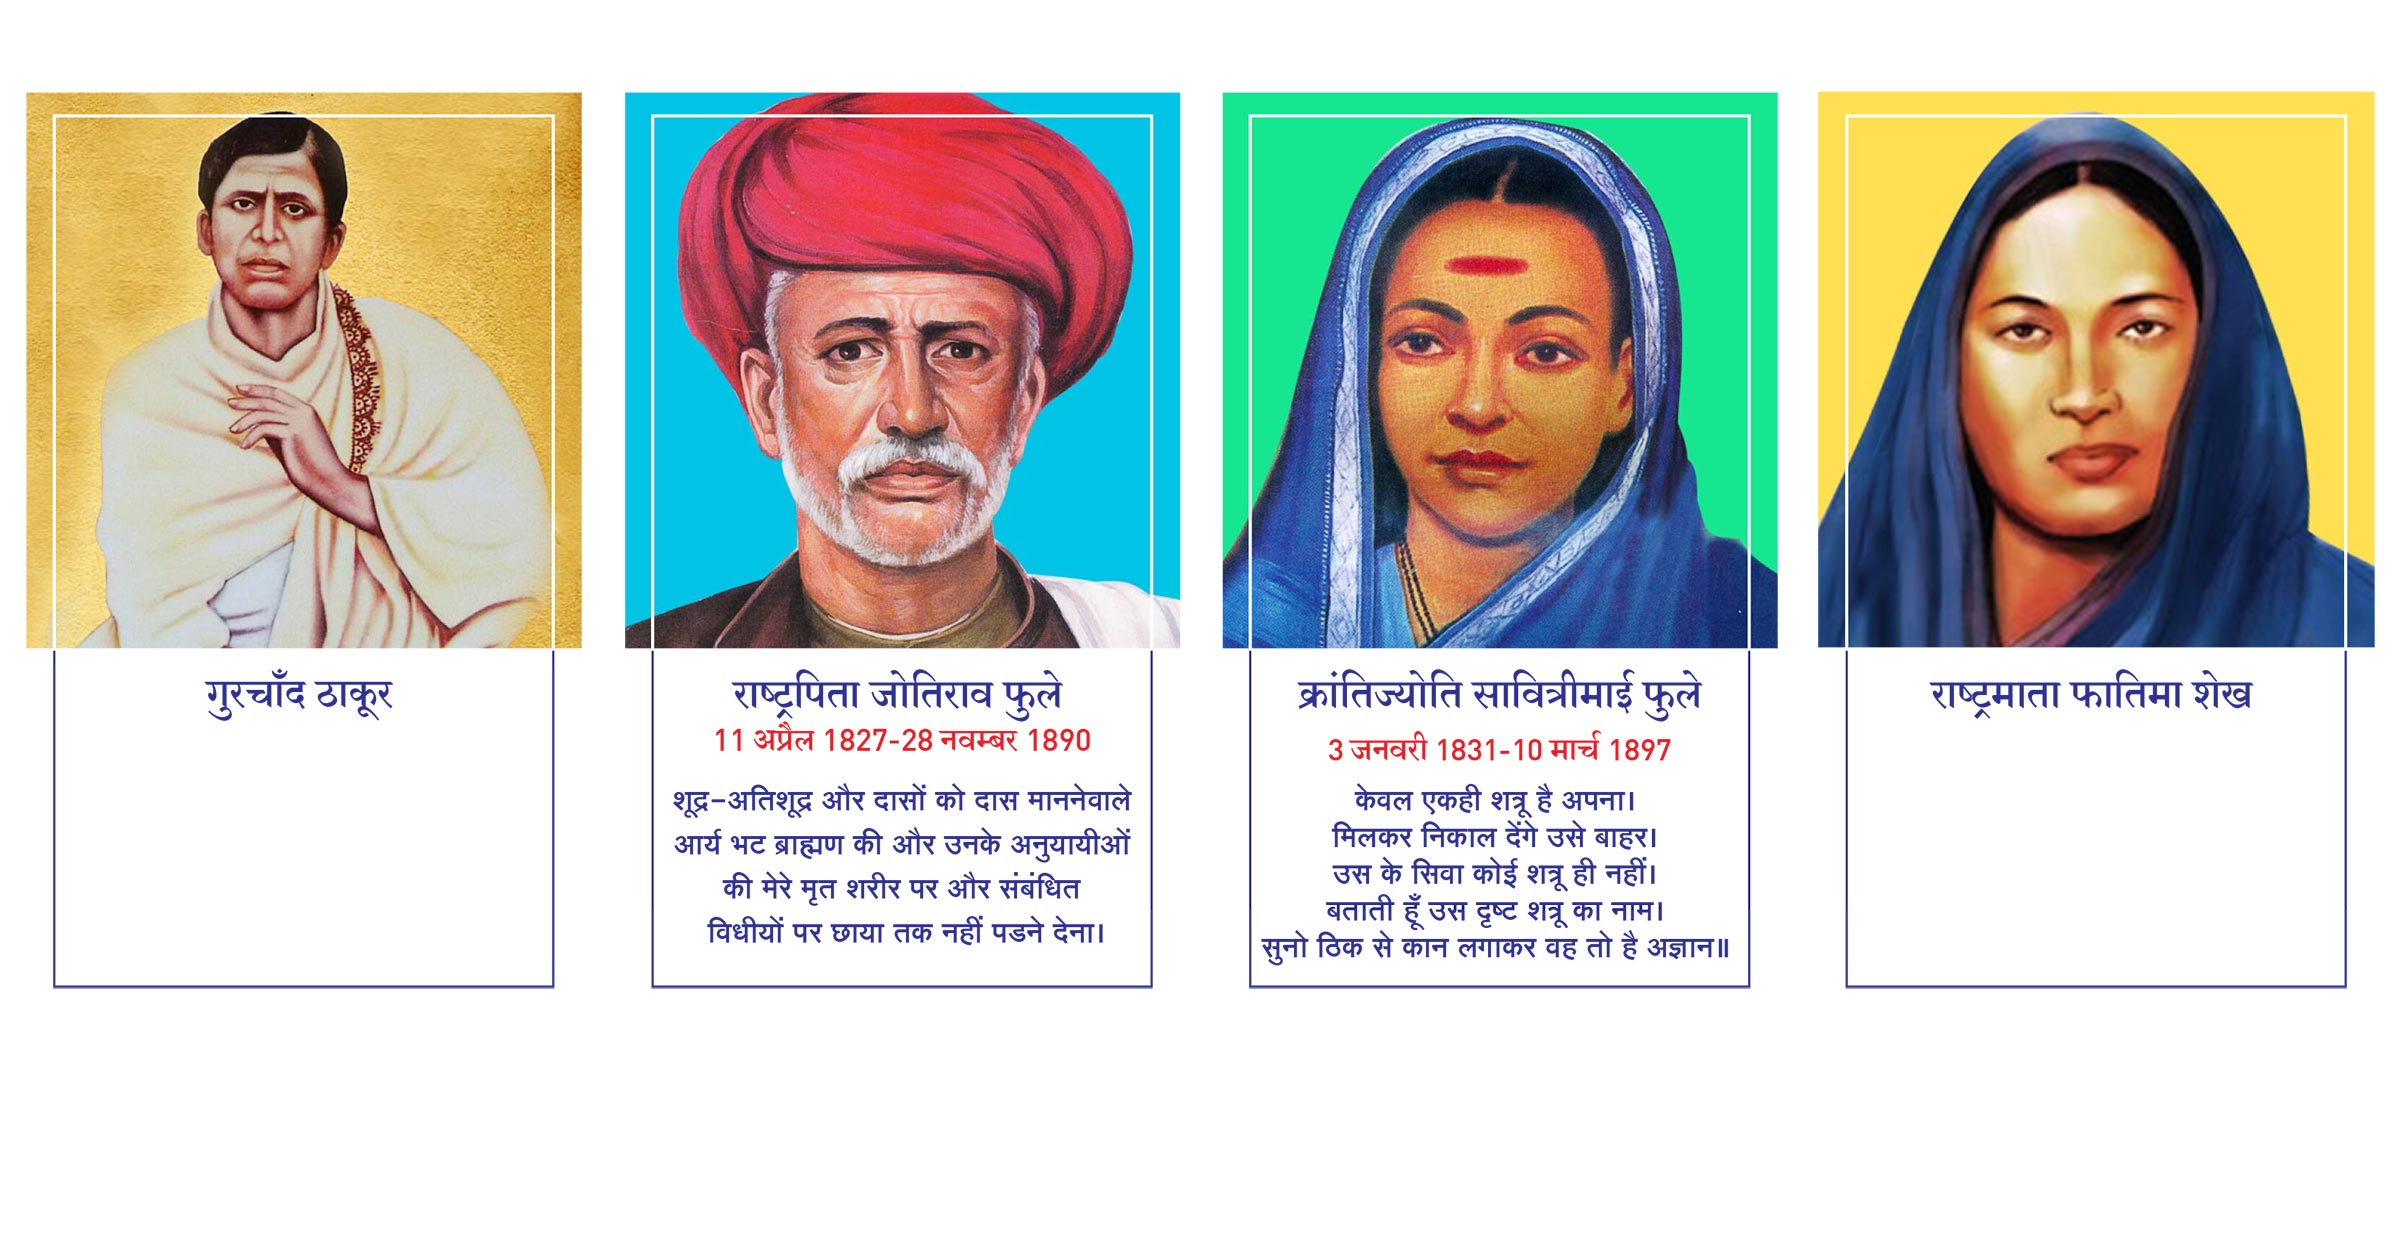 गुरचाँद ठाकूर
राष्ट्रपिता जोतिराव फुले
11 अप्रैल 1827-28 नवम्बर 1890
शूद्र-अतिशूद्र और दासों को दास माननेवाले
आर्य भट ब्राह्मण की और उनके अनुयायीओं
की मेरे मृत शरीर पर और संबंधित
विधीयों पर छाया तक नहीं पडने देना।
क्रांतिज्योति सावित्रीमाई फुले
3 जनवरी 1831-10 मार्च 1897
केवल एकही शत्रू है अपना।
मिलकर निकाल देंगे उसे बाहर।
उस के सिवा कोई शत्रू ही नहीं।
बताती हूँ उस दृष्ट शत्रू का नाम।
सुनो ठिक से कान लगाकर वह तो है अज्ञान॥
राष्ट्रमाता फातिमा शेख